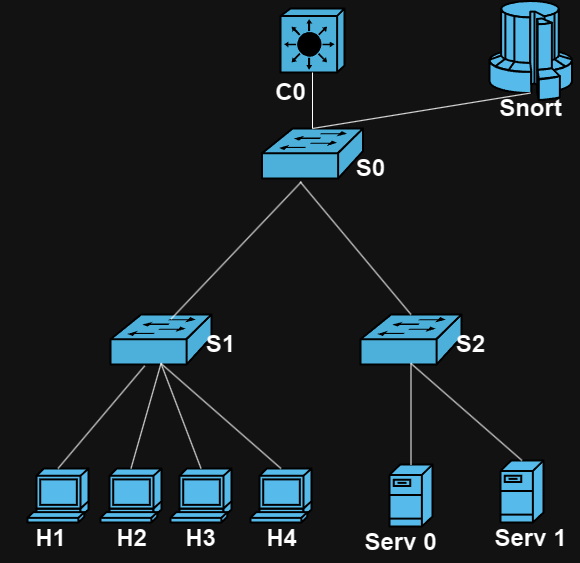 C0
Snort
S0
S1
S2
H1
H2
H3
H4
Serv 0
Serv 1